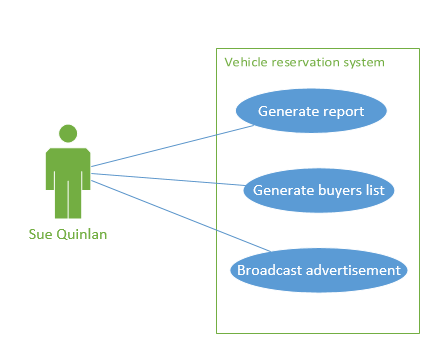 Vehicle reservation system
Generate report
Generate buyers list
Sue Quinlan
Broadcast advertisement